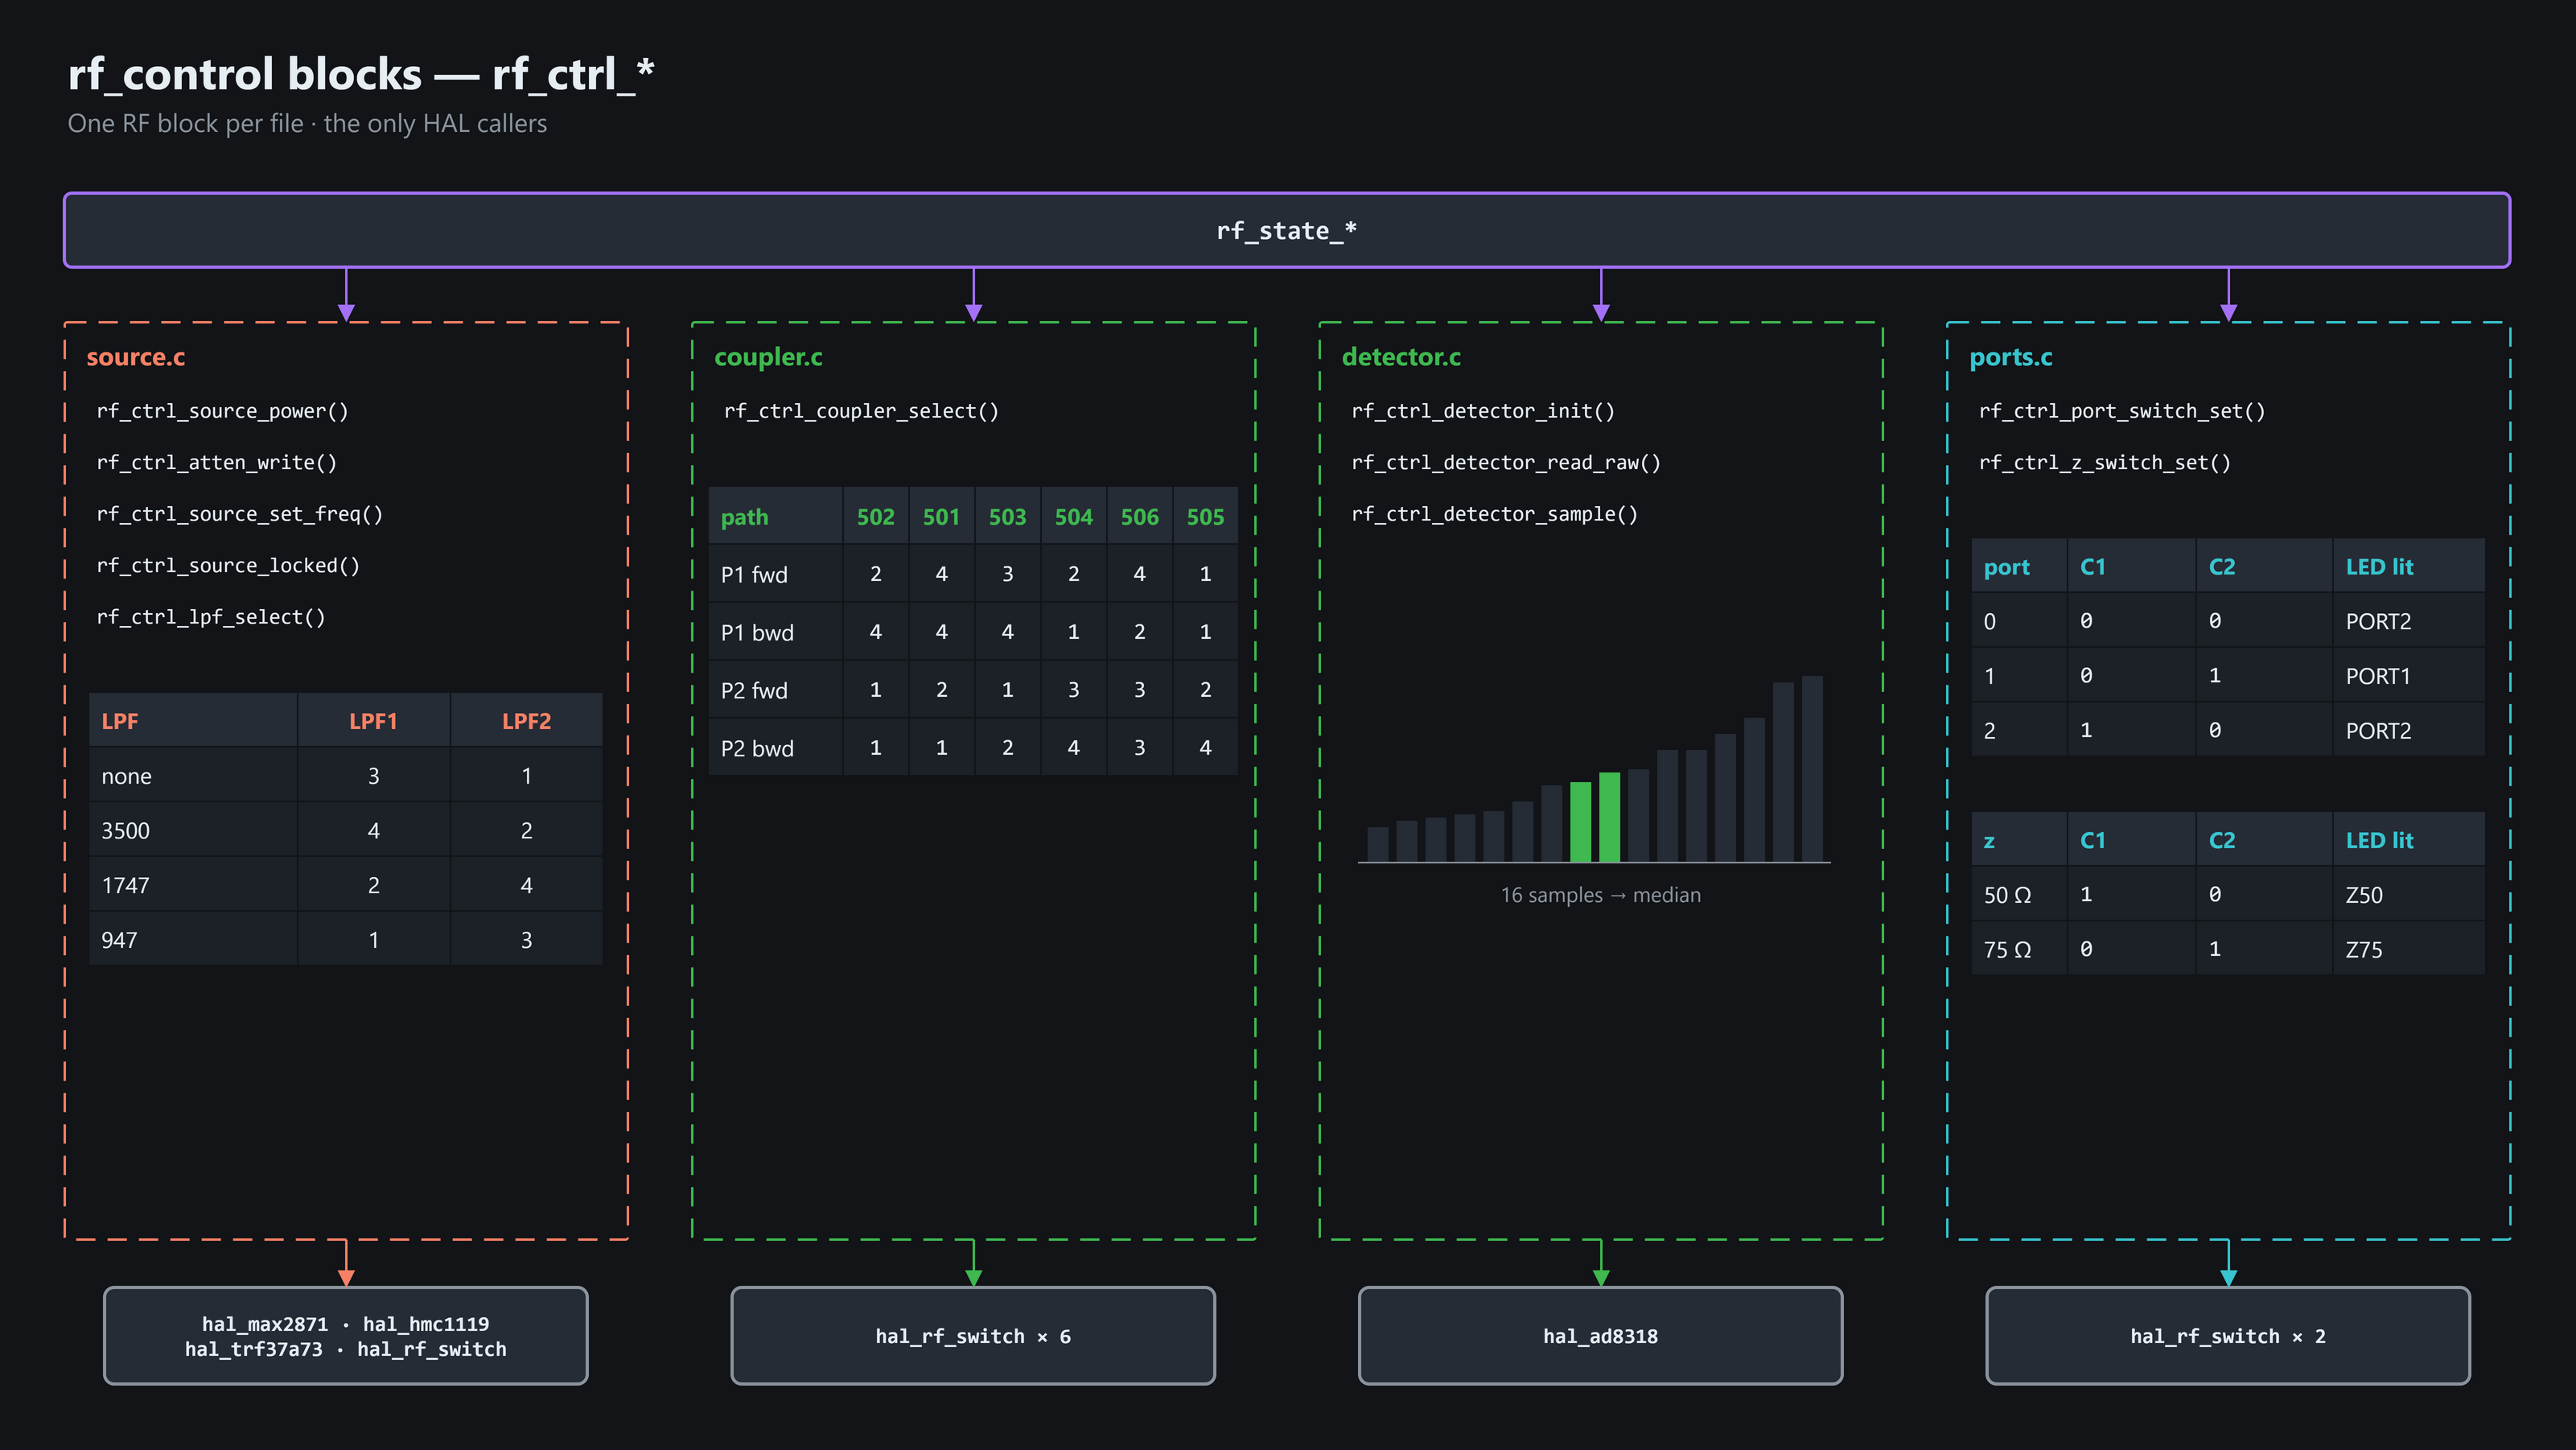 rf_control blocks — rf_ctrl_*
One RF block per file · the only HAL callers
rf_state_*
source.c
rf_ctrl_source_power()
rf_ctrl_atten_write()
rf_ctrl_source_set_freq()
rf_ctrl_source_locked()
rf_ctrl_lpf_select()
LPF LPF1 LPF2
none 3 1
3500 4 2
1747 2 4
947 1 3
hal_max2871 · hal_hmc1119
hal_trf37a73 · hal_rf_switch
coupler.c
rf_ctrl_coupler_select()
path 502 501 503 504 506 505
P1 fwd 2 4 3 2 4 1
P1 bwd 4 4 4 1 2 1
P2 fwd 1 2 1 3 3 2
P2 bwd 1 1 2 4 3 4
hal_rf_switch × 6
detector.c
rf_ctrl_detector_init()
rf_ctrl_detector_read_raw()
rf_ctrl_detector_sample()
16 samples → median
hal_ad8318
ports.c
rf_ctrl_port_switch_set()
rf_ctrl_z_switch_set()
port C1 C2 LED lit
0 0 0 PORT2
1 0 1 PORT1
2 1 0 PORT2
z C1 C2 LED lit
50 Ω 1 0 Z50
75 Ω 0 1 Z75
hal_rf_switch × 2